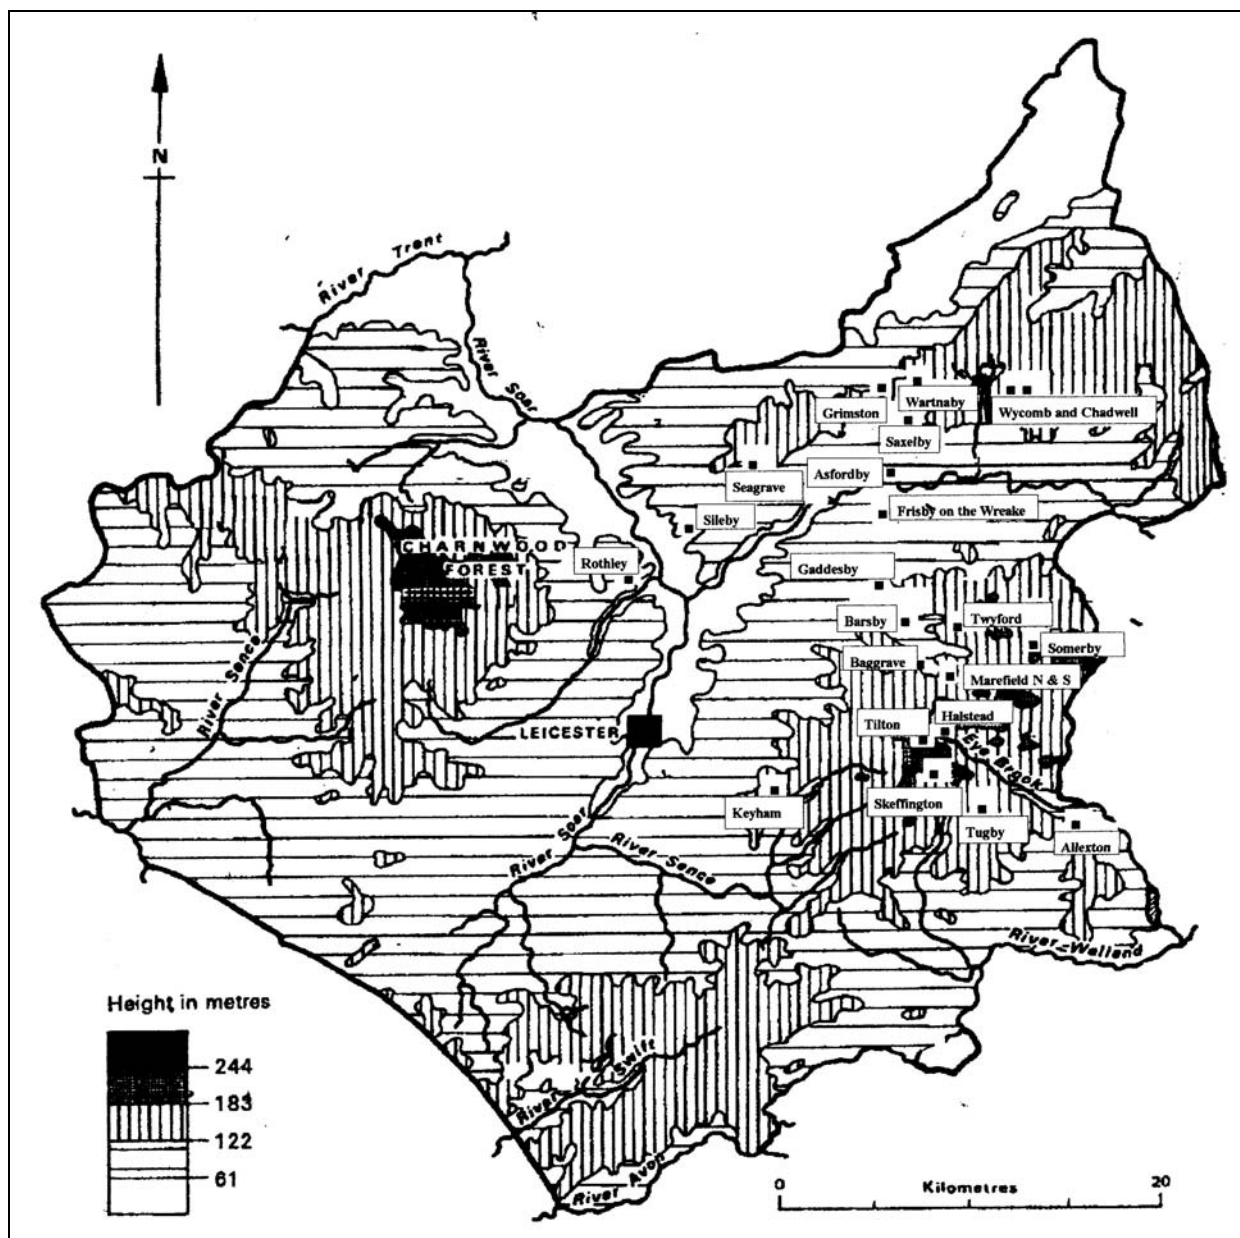 N
River Trent
River Soar
Grimston
Wartnaby
Wycomb and Chadwell
Saxelby
Asfordby
Seagrave
Frisby on the Wreake
Sileby
CHARNWOOD
FOREST
Rothley
Gaddesby
Barsby
Twyford
Somerby
Baggrave
Marefield N & S
River Sence
LEICESTER
Tilton
Halstead
Eye Brook
Keyham
Skeffington
Tugby
Allexton
River Soar
River Sence
River Welland
Height in metres
244
183
122
61
River Swift
River Avon
0
Kilometres
20